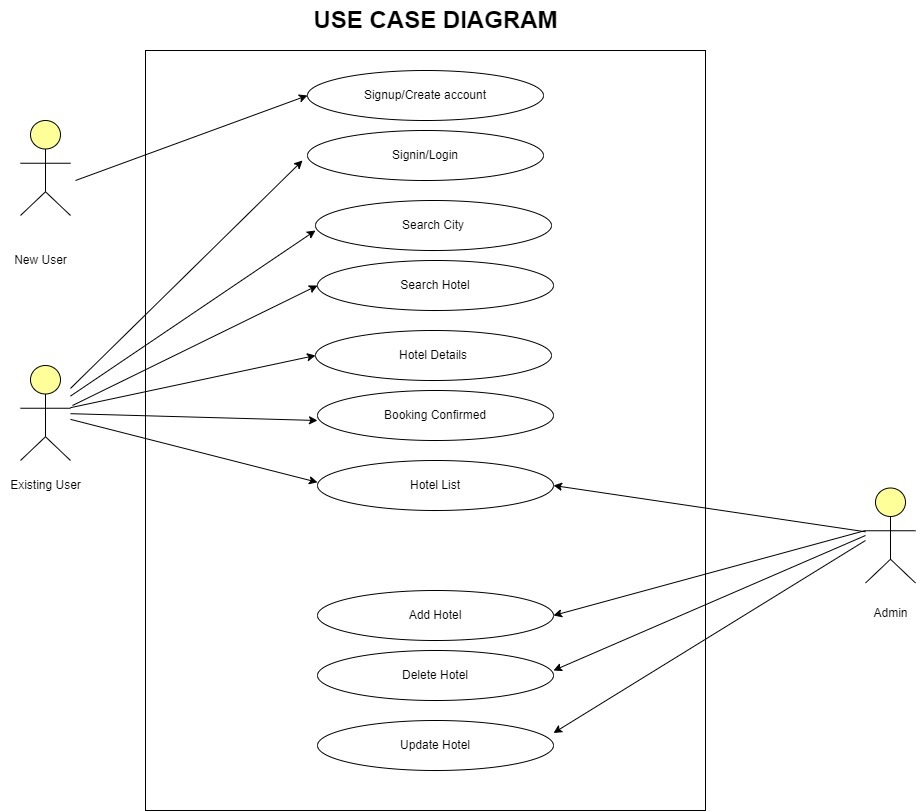 USE CASE DIAGRAM
Signup/Create account
Signin/Login
New User
Search City
Search Hotel
Hotel Details
Booking Confirmed
Existing User
Hotel List
Admin
Add Hotel
Delete Hotel
Update Hotel